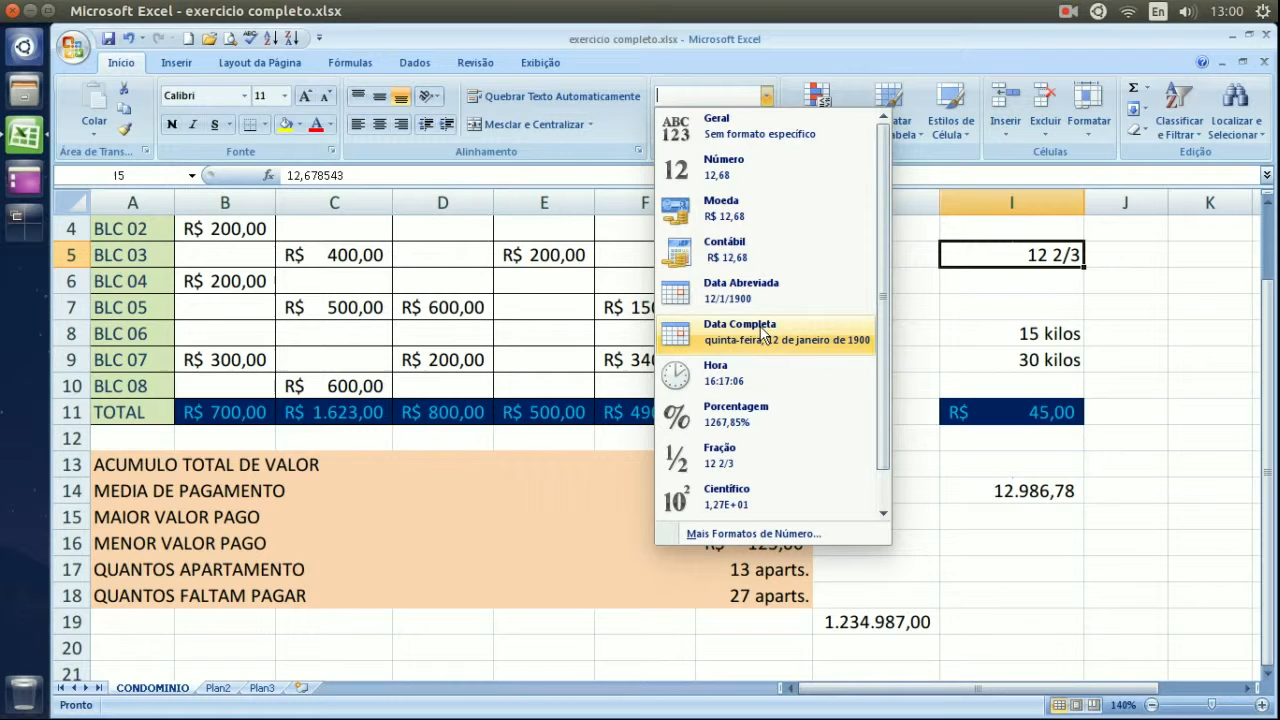 Microsoft Excel - exercicio completo.xlsx
En
13:00
exercicio completo.xlsx - Microsoft Excel
Início Inserir Layout da Página Fórmulas Dados Revisão Exibição
Colar
Área de Trans...
Calibri 11
N I S
Fonte
Quebrar Texto Automaticamente
Mesclar e Centralizar
Alinhamento
Estilos de Célula
Inserir Excluir Formatar
Células
Classificar e Filtrar
Localizar e Selecionar
Edição
I5 fx 12,678543
A B C D E F I J K
4 BLC 02 R$ 200,00
5 BLC 03 R$ 400,00 R$ 200,00 12 2/3
6 BLC 04 R$ 200,00
7 BLC 05 R$ 500,00 R$ 600,00
8 BLC 06 15 kilos
9 BLC 07 R$ 300,00 R$ 200,00 30 kilos
10 BLC 08 R$ 600,00
11 TOTAL R$ 700,00 R$ 1.623,00 R$ 800,00 R$ 500,00 R$ 45,00
12
13 ACUMULO TOTAL DE VALOR
14 MEDIA DE PAGAMENTO 12.986,78
15 MAIOR VALOR PAGO
16 MENOR VALOR PAGO
17 QUANTOS APARTAMENTO 13 aparts.
18 QUANTOS FALTAM PAGAR 27 aparts.
19 1.234.987,00
20
21
ABC 123
Geral
Sem formato específico
12
Número
12,68
Moeda
R$ 12,68
Contábil
R$ 12,68
Data Abreviada
12/1/1900
Data Completa
quinta-feira, 12 de janeiro de 1900
Hora
16:17:06
%
Porcentagem
1267,85%
½
Fração
12 2/3
10²
Científico
1,27E+01
Mais Formatos de Número...
CONDOMINIO Plan2 Plan3
Pronto
140%